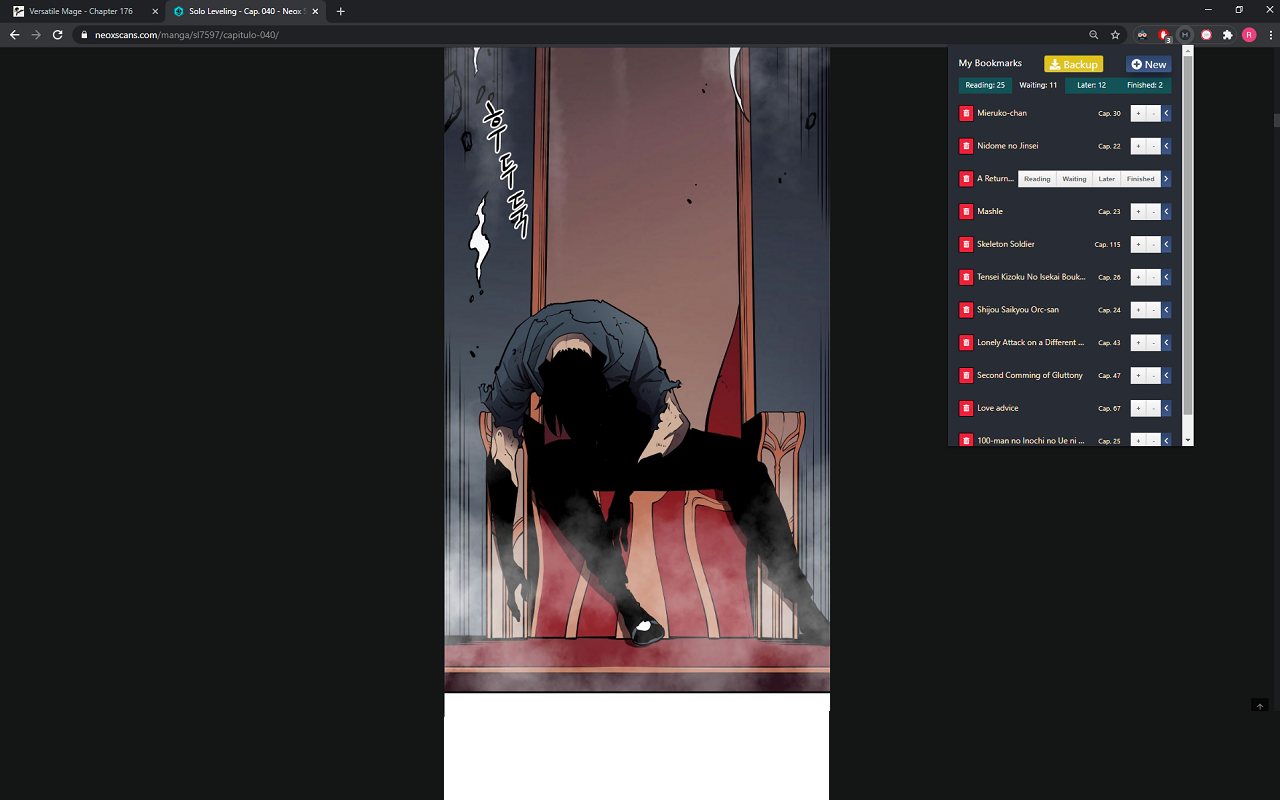 Versatile Mage - Chapter 176
Solo Leveling - Cap. 040 - Neox S
neoxscans.com/manga/sl7597/capitulo-040/
3
R
My Bookmarks
Backup
New
Reading: 25
Waiting: 11
Later: 12
Finished: 2
Mieruko-chan
Cap. 30
+ -
Nidome no Jinsei
Cap. 22
+ -
A Return...
Reading
Waiting
Later
Finished
Mashle
Cap. 23
+ -
Skeleton Soldier
Cap. 115
+ -
Tensei Kizoku No Isekai Bouk...
Cap. 26
+ -
Shijou Saikyou Orc-san
Cap. 24
+ -
Lonely Attack on a Different ...
Cap. 43
+ -
Second Comming of Gluttony
Cap. 47
+ -
Love advice
Cap. 67
+ -
100-man no Inochi no Ue ni ...
Cap. 25
+ -
후두둑